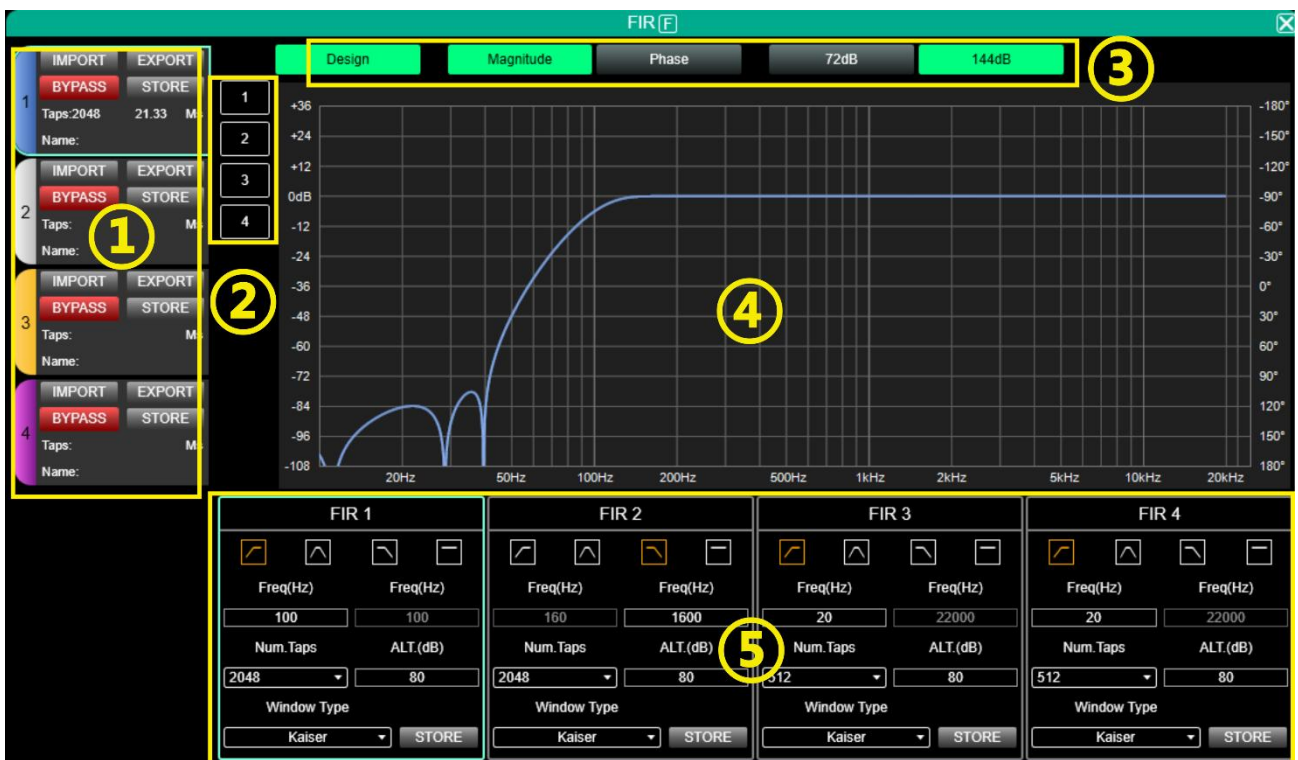 FIR F
IMPORT EXPORT
BYPASS STORE
1
Taps:2048 21.33 Ms
Name:
IMPORT EXPORT
BYPASS STORE
2
Taps: Ms
Name:
IMPORT EXPORT
BYPASS STORE
3
Taps: Ms
Name:
IMPORT EXPORT
BYPASS STORE
4
Taps: Ms
Name:
1
1
2
3
4
2
Design Magnitude Phase 72dB 144dB
3
+36 -180°
+24 -150°
+12 -120°
0dB -90°
-12 -60°
-24 -30°
-36 0°
-48 30°
-60 60°
-72 90°
-84 120°
-96 150°
-108 180°
4
20Hz 50Hz 100Hz 200Hz 500Hz 1kHz 2kHz 5kHz 10kHz 20kHz
FIR 1 FIR 2 FIR 3 FIR 4
Freq(Hz) Freq(Hz) Freq(Hz) Freq(Hz) Freq(Hz) Freq(Hz) Freq(Hz) Freq(Hz)
100 100 160 1600 20 22000 20 22000
Num.Taps ALT.(dB) Num.Taps ALT.(dB) Num.Taps ALT.(dB) Num.Taps ALT.(dB)
5
2048 80 2048 80 512 80 512 80
Window Type Window Type Window Type Window Type
Kaiser STORE Kaiser STORE Kaiser STORE Kaiser STORE